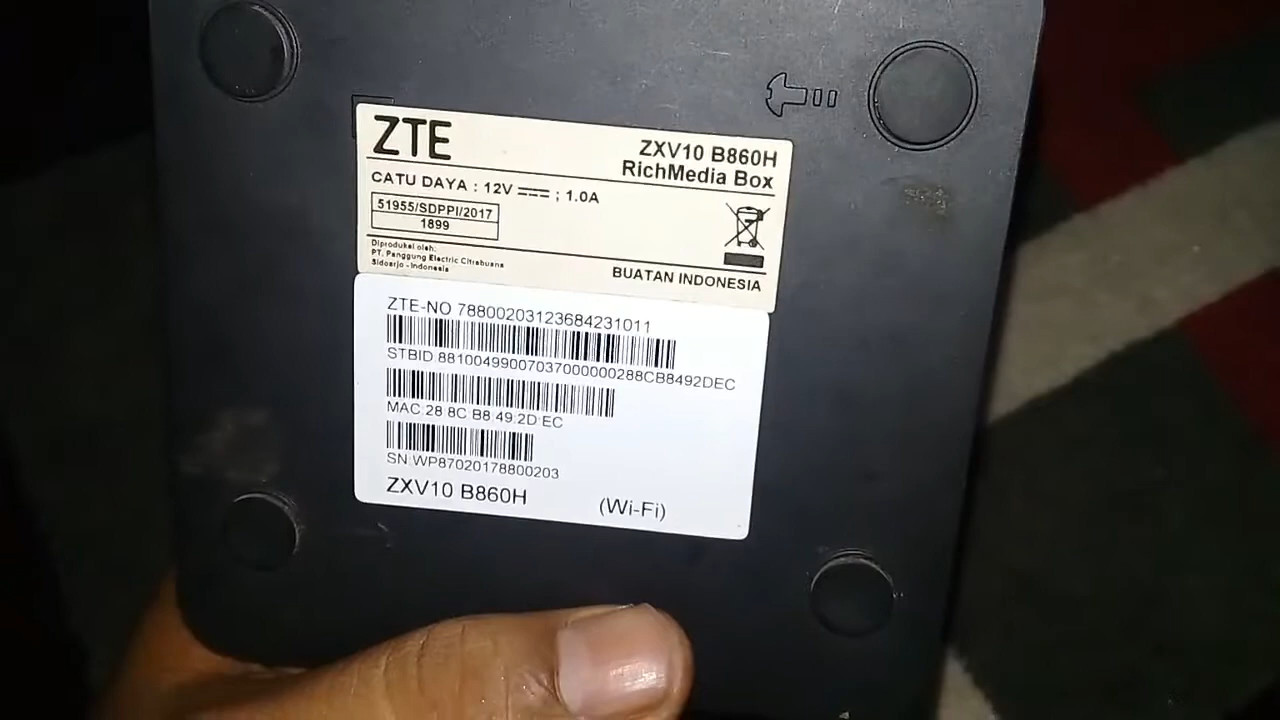 ZTE
ZXV10 B860H
RichMedia Box
CATU DAYA : 12V ⎓ ; 1.0A
51955/SDPPI/2017
1899
Diproduksi oleh:
PT. Panggung Electric Citrabuana
Sidoarjo - Indonesia
BUATAN INDONESIA
ZTE-NO 78800203123684231011
STBID 88100499007037000000288CB8492DEC
MAC:28:8C:B8:49:2D:EC
SN:WP87020178800203
ZXV10 B860H (Wi-Fi)